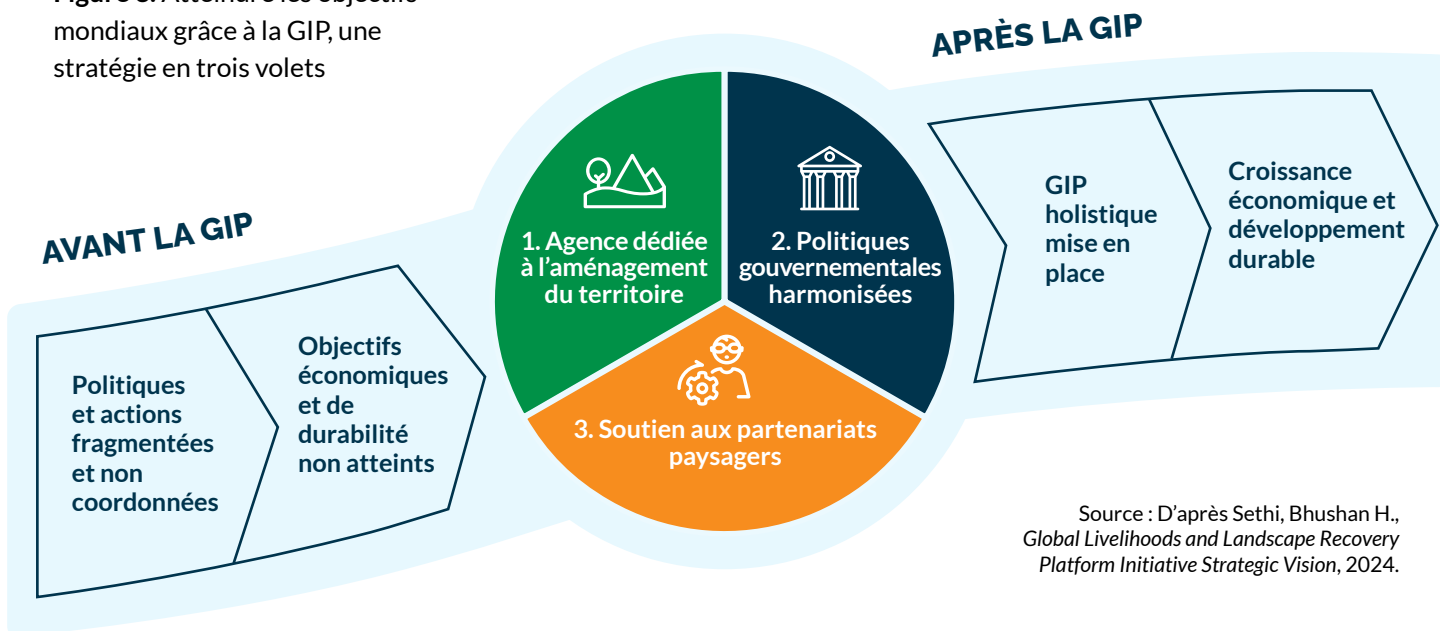 mondiaux grâce à la GIP, une
stratégie en trois volets
AVANT LA GIP
Politiques
et actions
fragmentées
et non
coordonnées
Objectifs
économiques
et de
durabilité
non atteints
1. Agence dédiée
à l’aménagement
du territoire
2. Politiques
gouvernementales
harmonisées
3. Soutien aux partenariats
paysagers
APRÈS LA GIP
GIP
holistique
mise en
place
Croissance
économique et
développement
durable
Source : D’après Sethi, Bhushan H.,
Global Livelihoods and Landscape Recovery
Platform Initiative Strategic Vision, 2024.